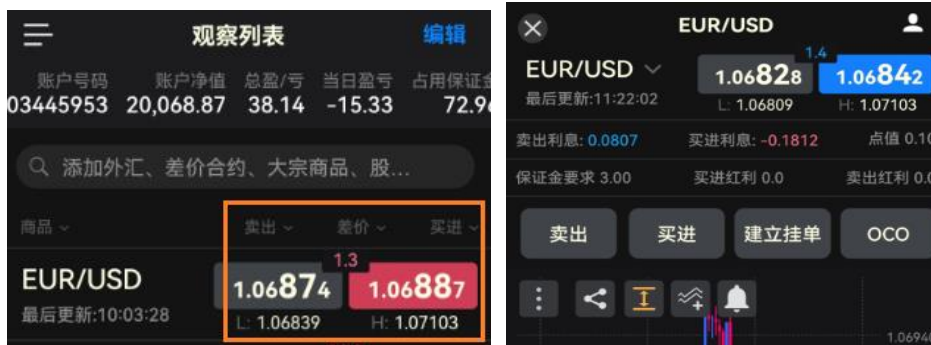 观察列表 编辑
账户号码 账户净值 总盈/亏 当日盈亏 占用保证金
03445953 20,068.87 38.14 -15.33 72.96
添加外汇、差价合约、大宗商品、股...
商品 卖出 差价 买进
EUR/USD 1.06874 1.3 1.06887
最后更新:10:03:28 L: 1.06839 H: 1.07103
EUR/USD
EUR/USD 1.06828 1.4 1.06842
最后更新:11:22:02 L: 1.06809 H: 1.07103
卖出利息: 0.0807 买进利息: -0.1812 点值 0.10
保证金要求 3.00 买进红利 0.0 卖出红利 0.0
卖出 买进 建立挂单 OCO
1.06940